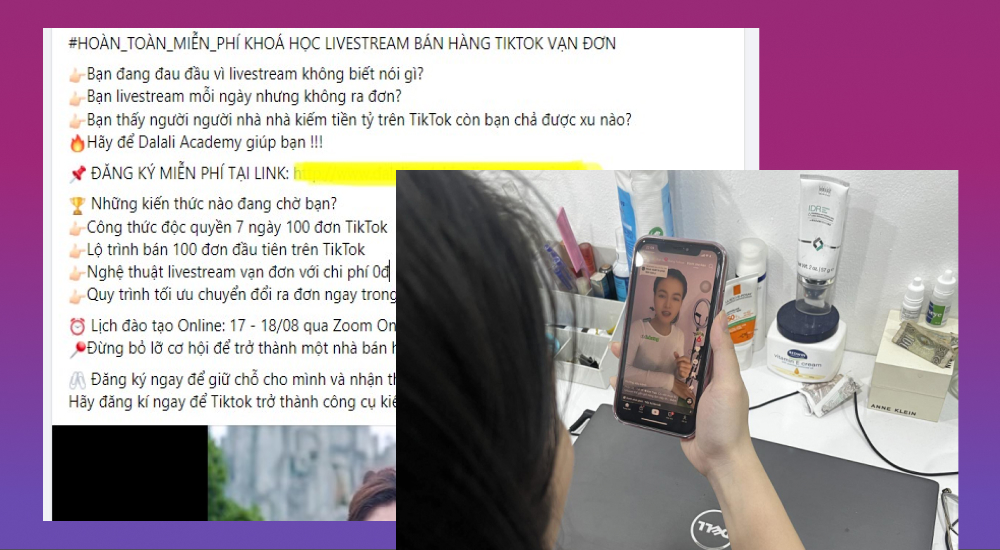 #HOÀN_TOÀN_MIỄN_PHÍ KHOÁ HỌC LIVESTREAM BÁN HÀNG TIKTOK VẠN ĐƠN
👉🏻Bạn đang đau đầu vì livestream không biết nói gì?
👉🏻Bạn livestream mỗi ngày nhưng không ra đơn?
👉🏻Bạn thấy người người nhà nhà kiếm tiền tỷ trên TikTok còn bạn chả được xu nào?
🔥Hãy để Dalali Academy giúp bạn !!!
📌 ĐĂNG KÝ MIỄN PHÍ TẠI LINK:
🏆 Những kiến thức nào đang chờ bạn?
👉🏻Công thức độc quyền 7 ngày 100 đơn TikTok
👉🏻Lộ trình bán 100 đơn đầu tiên trên TikTok
👉🏻Nghệ thuật livestream vạn đơn với chi phí 0đ
👉🏻Quy trình tối ưu chuyển đổi ra đơn ngay trong
⏰ Lịch đào tạo Online: 17 - 18/08 qua Zoom On
📍Đừng bỏ lỡ cơ hội để trở thành một nhà bán h
Đăng ký ngay để giữ chỗ cho mình và nhận th
Hãy đăng kí ngay để Tiktok trở thành công cụ kiế
IDR
vitamin E cream
ANNE KLEIN
DELL